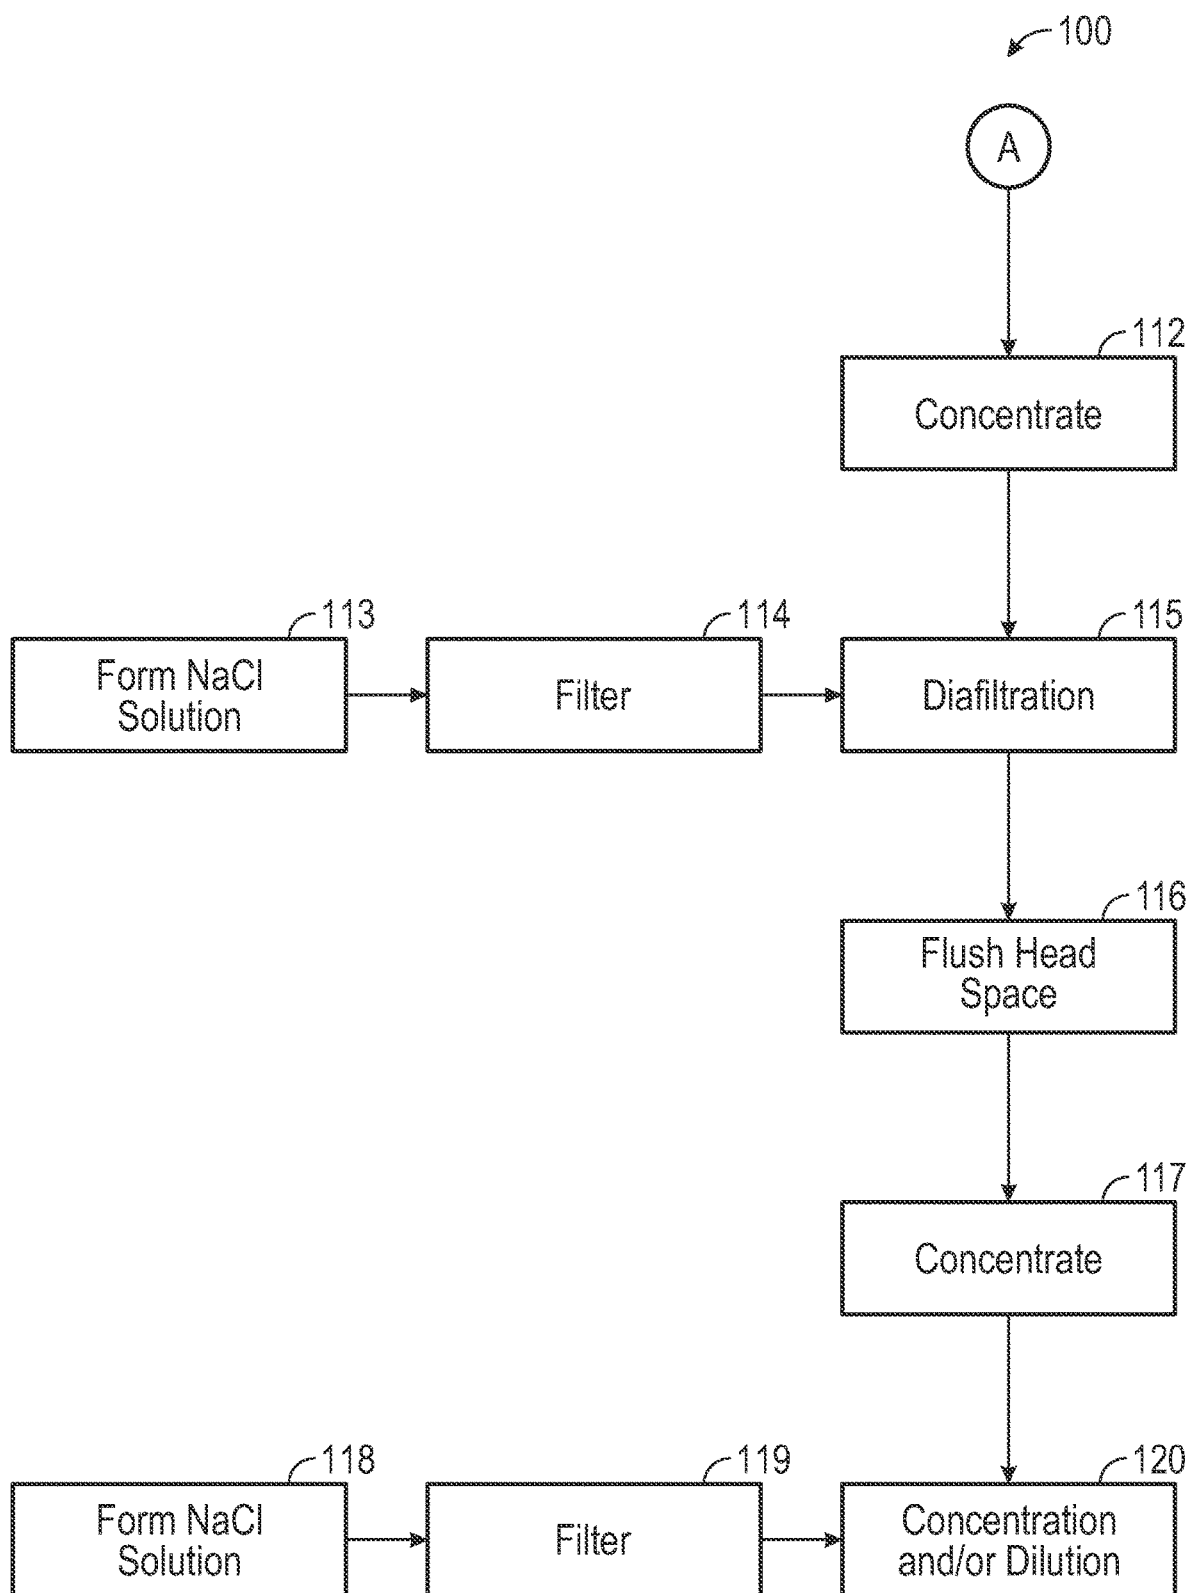 100
A
112
Concentrate
113
114
115
Form NaCl
Solution
Filter
Diafiltration
116
Flush Head
Space
117
Concentrate
118
119
120
Form NaCl
Solution
Filter
Concentration
and/or Dilution